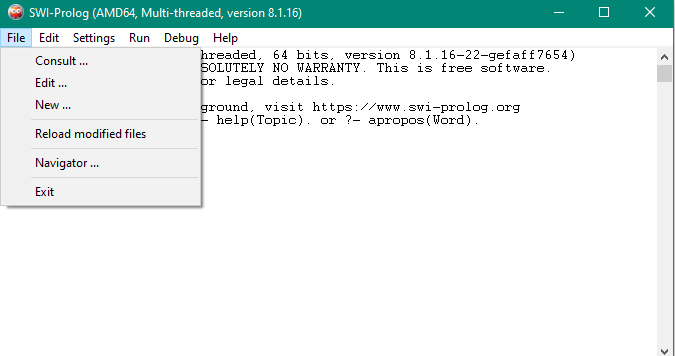 SWI-Prolog (AMD64, Multi-threaded, version 8.1.16)
File Edit Settings Run Debug Help
Consult ...
Edit ...
New ...
Reload modified files
Navigator ...
Exit
hreaded, 64 bits, version 8.1.16-22-gefaff7654)
SOLUTELY NO WARRANTY. This is free software.
or legal details.
ground, visit https://www.swi-prolog.org
- help(Topic). or ?- apropos(Word).